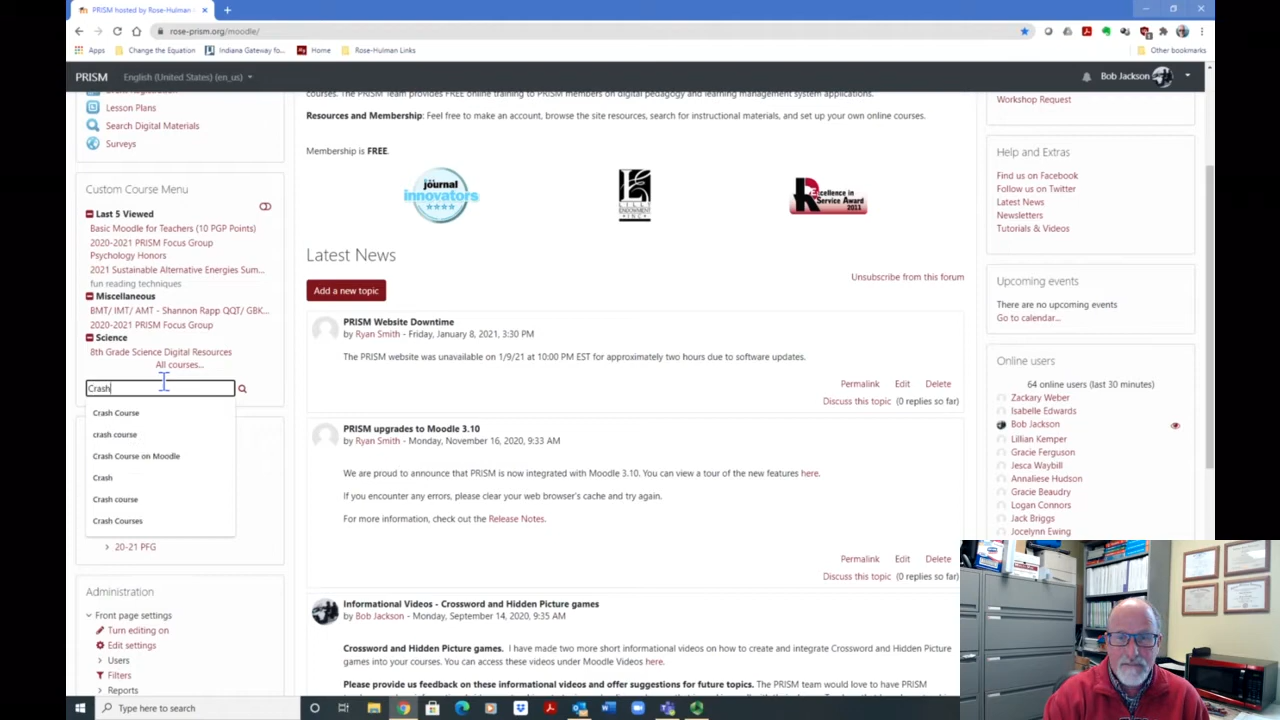 PRISM hosted by Rose-Hulman
rose-prism.org/moodle/
Apps
Change the Equation
Indiana Gateway fo...
Home
Rose-Hulman Links
Other bookmarks
PRISM
English (United States) (en_us)
Bob Jackson
Lesson Plans
Search Digital Materials
Surveys
Custom Course Menu
Last 5 Viewed
Basic Moodle for Teachers (10 PGP Points)
2020-2021 PRISM Focus Group
Psychology Honors
2021 Sustainable Alternative Energies Sum...
fun reading techniques
Miscellaneous
BMT/ IMT/ AMT - Shannon Rapp QQT/ GBK...
2020-2021 PRISM Focus Group
Science
8th Grade Science Digital Resources
All courses...
Crash
Crash Course
crash course
Crash Course on Moodle
Crash
Crash course
Crash Courses
20-21 PFG
Administration
Front page settings
Turn editing on
Edit settings
Users
Filters
Reports
courses. The PRISM Team provides FREE online training to PRISM members on digital pedagogy and learning management system applications.
Resources and Membership: Feel free to make an account, browse the site resources, search for instructional materials, and set up your own online courses.
Membership is FREE.
the journal
innovators
Excellence in
Service Award
2011
Latest News
Unsubscribe from this forum
Add a new topic
PRISM Website Downtime
by Ryan Smith - Friday, January 8, 2021, 3:30 PM
The PRISM website was unavailable on 1/9/21 at 10:00 PM EST for approximately two hours due to software updates.
Permalink Edit Delete
Discuss this topic (0 replies so far)
PRISM upgrades to Moodle 3.10
by Ryan Smith - Monday, November 16, 2020, 9:33 AM
We are proud to announce that PRISM is now integrated with Moodle 3.10. You can view a tour of the new features here.
If you encounter any errors, please clear your web browser's cache and try again.
For more information, check out the Release Notes.
Permalink Edit Delete
Discuss this topic (0 replies so far)
Informational Videos - Crossword and Hidden Picture games
by Bob Jackson - Monday, September 14, 2020, 9:35 AM
Crossword and Hidden Picture games. I have made two more short informational videos on how to create and integrate Crossword and Hidden Picture
games into your courses. You can access these videos under Moodle Videos here.
Please provide us feedback on these informational videos and offer suggestions for future topics. The PRISM team would love to have PRISM
Workshop Request
Help and Extras
Find us on Facebook
Follow us on Twitter
Latest News
Newsletters
Tutorials & Videos
Upcoming events
There are no upcoming events
Go to calendar...
Online users
64 online users (last 30 minutes)
Zackary Weber
Isabelle Edwards
Bob Jackson
Lillian Kemper
Gracie Ferguson
Jesca Waybill
Annaliese Hudson
Gracie Beaudry
Logan Connors
Jack Briggs
Jocelynn Ewing
Type here to search